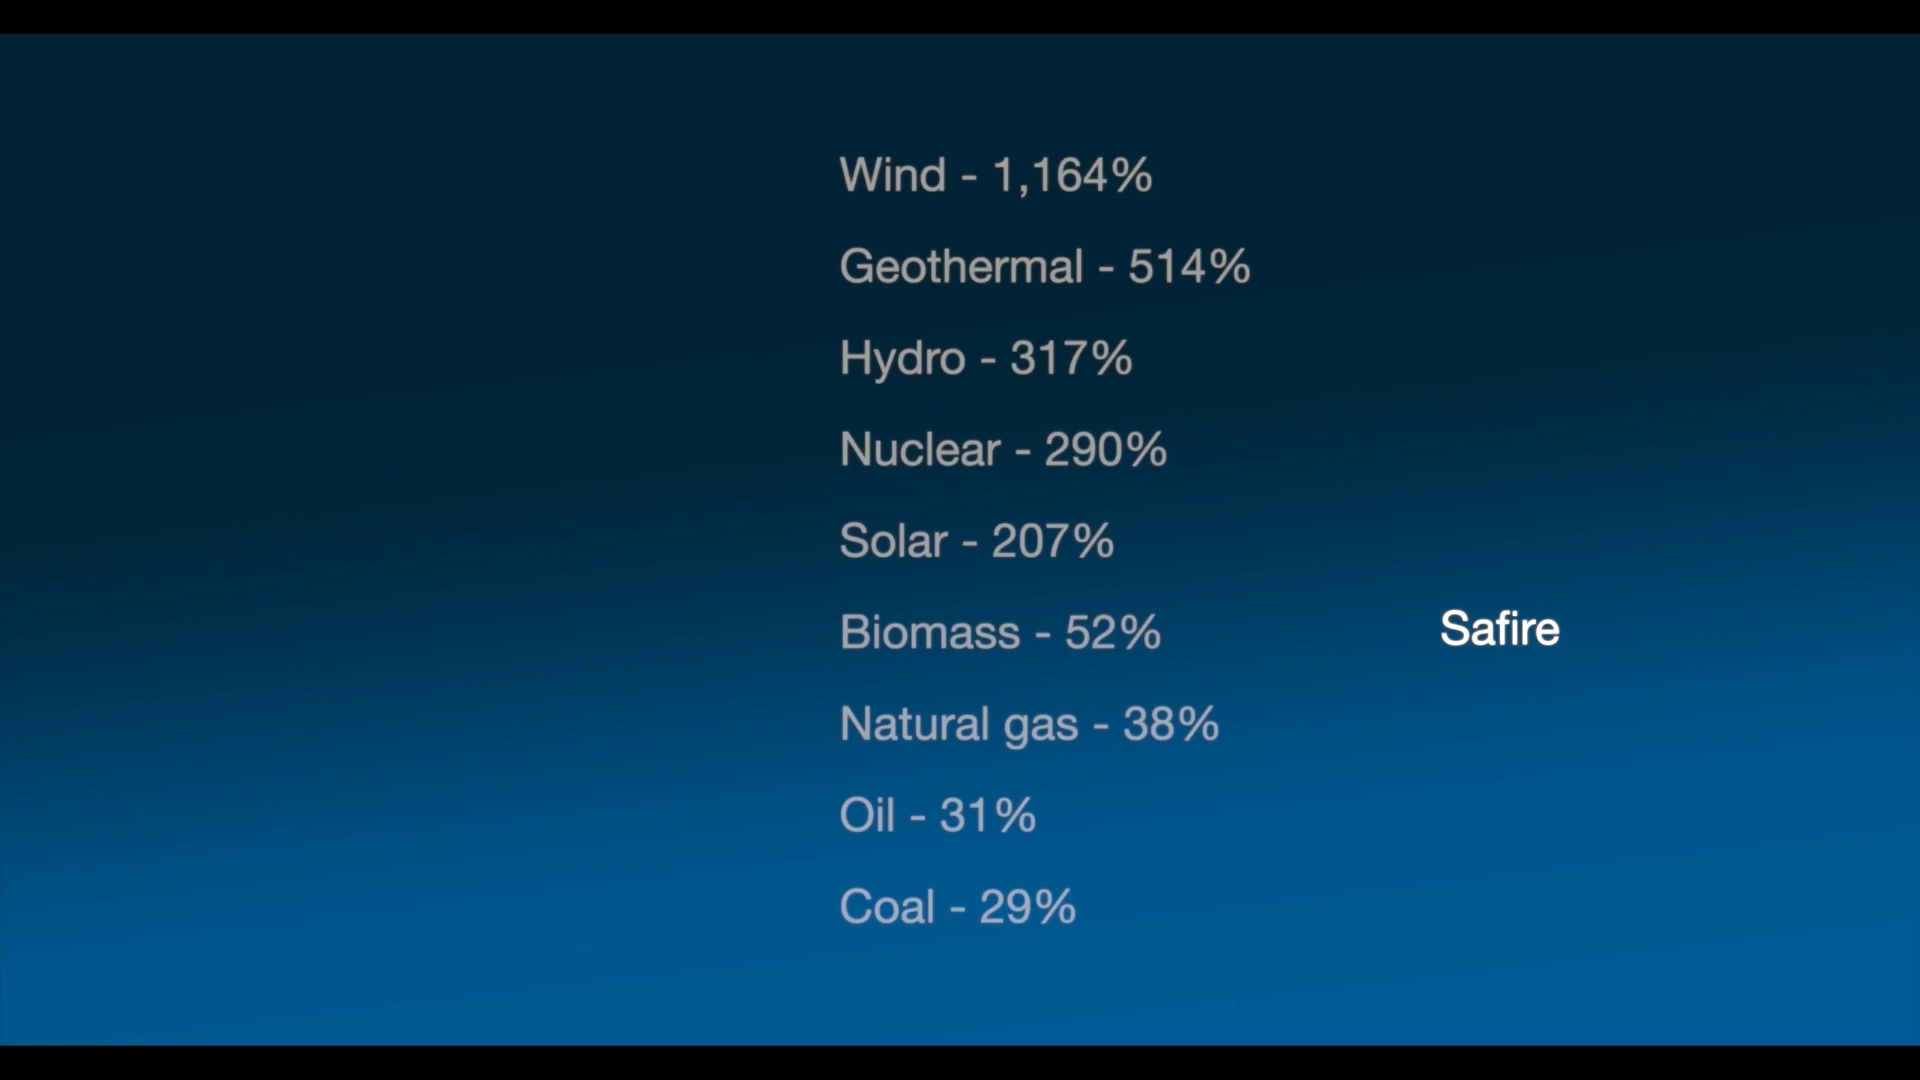 Wind - 1,164%
Geothermal - 514%
Hydro - 317%
Nuclear - 290%
Solar - 207%
Biomass - 52%
Safire
Natural gas - 38%
Oil - 31%
Coal - 29%